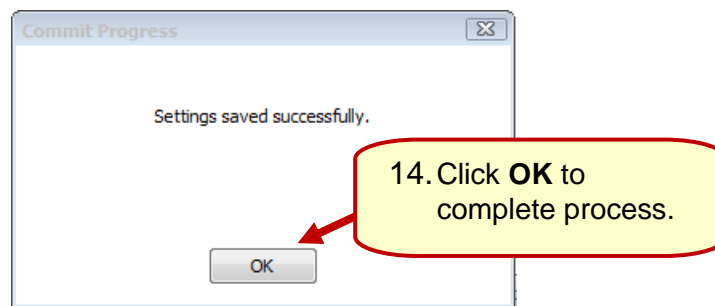 Commit Progress
Settings saved successfully.
14. Click OK to
complete process.
OK